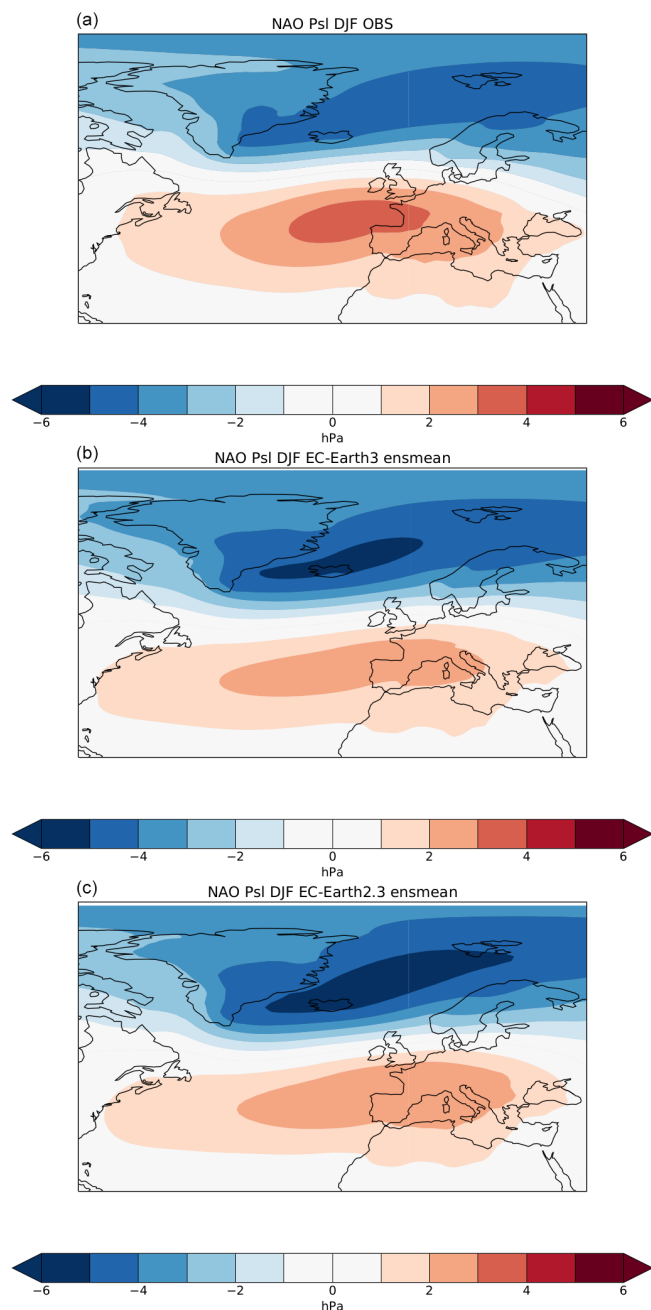 (a)
NAO Psl DJF OBS
−6 −4 −2 0 2 4 6
hPa
(b)
NAO Psl DJF EC-Earth3 ensmean
−6 −4 −2 0 2 4 6
hPa
(c)
NAO Psl DJF EC-Earth2.3 ensmean
−6 −4 −2 0 2 4 6
hPa